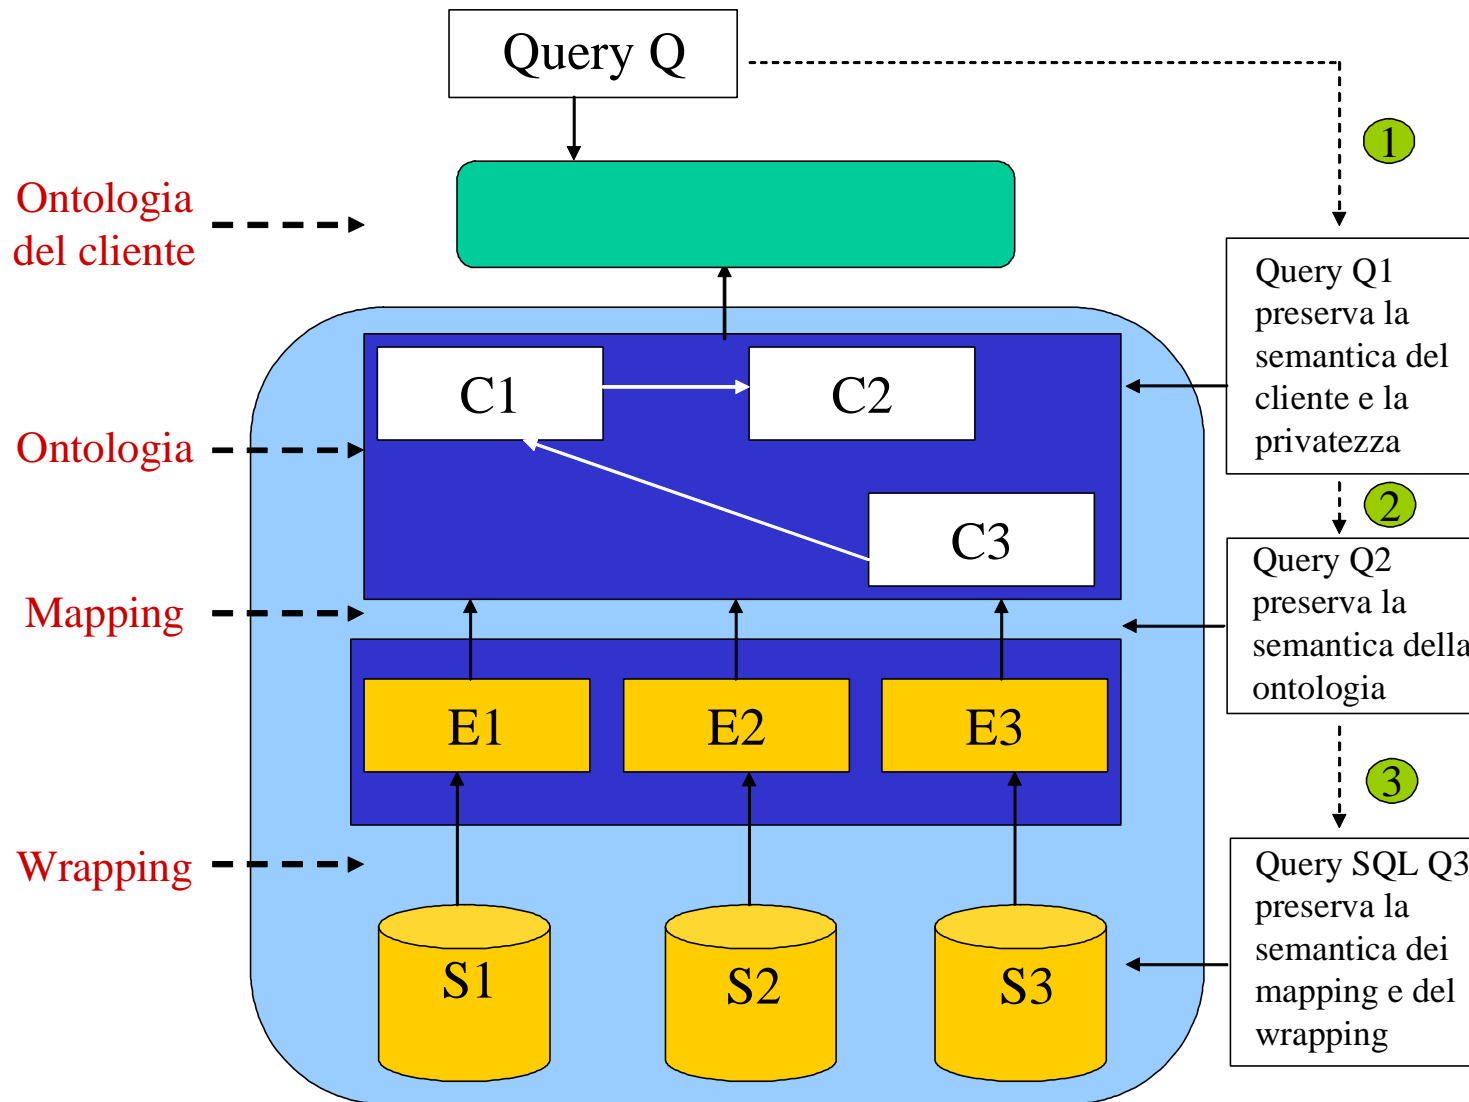 Query Q
1
Ontologia
del cliente
Query Q1
preserva la
semantica del
cliente e la
privatezza
C1
C2
Ontologia
2
C3
Query Q2
preserva la
semantica della
ontologia
Mapping
E1
E2
E3
3
Wrapping
Query SQL Q3
preserva la
semantica dei
mapping e del
wrapping
S1
S2
S3